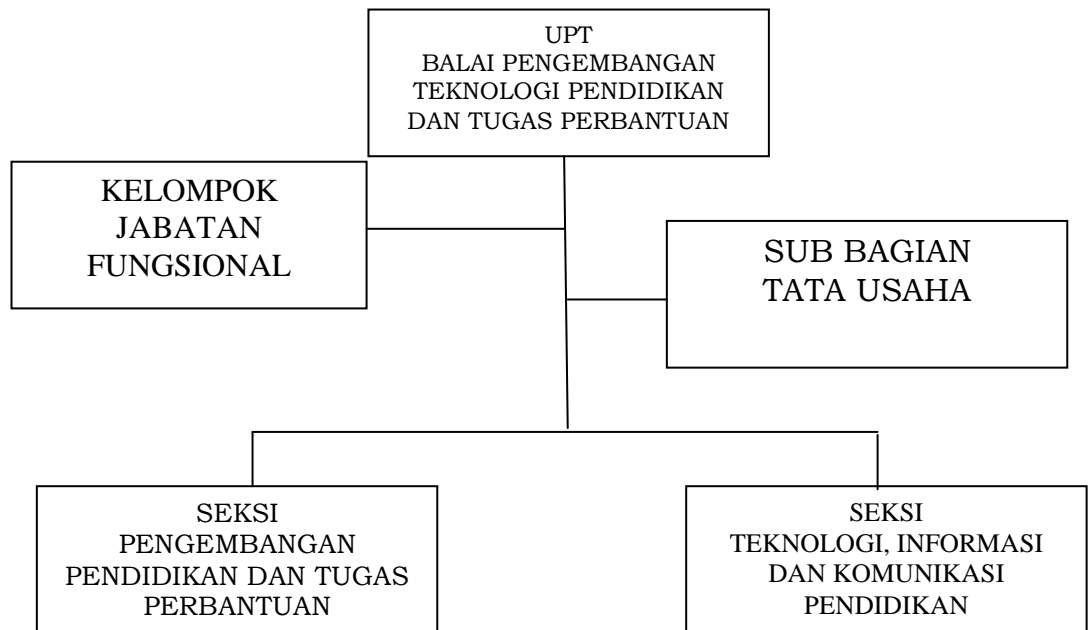 UPT
BALAI PENGEMBANGAN
TEKNOLOGI PENDIDIKAN
DAN TUGAS PERBANTUAN
KELOMPOK
JABATAN
FUNGSIONAL
SUB BAGIAN
TATA USAHA
SEKSI
PENGEMBANGAN
PENDIDIKAN DAN TUGAS
PERBANTUAN
SEKSI
TEKNOLOGI, INFORMASI
DAN KOMUNIKASI
PENDIDIKAN